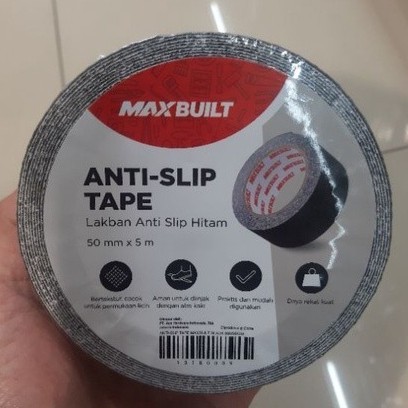 MAXBUILT
ANTI-SLIP
TAPE
Lakban Anti Slip Hitam
50 mm x 5 m
Bertekstur, cocok
untuk permukaan licin
Aman untuk diinjak
dengan alas kaki
Praktis dan mudah
digunakan
Daya rekat kuat